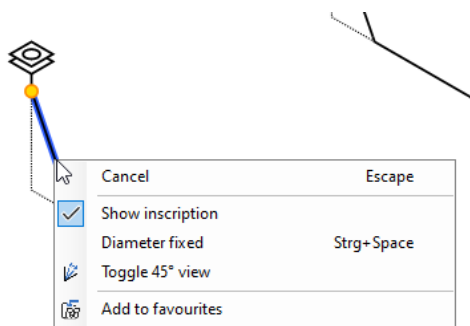 Cancel Escape
Show inscription
Diameter fixed Strg+Space
Toggle 45° view
Add to favourites